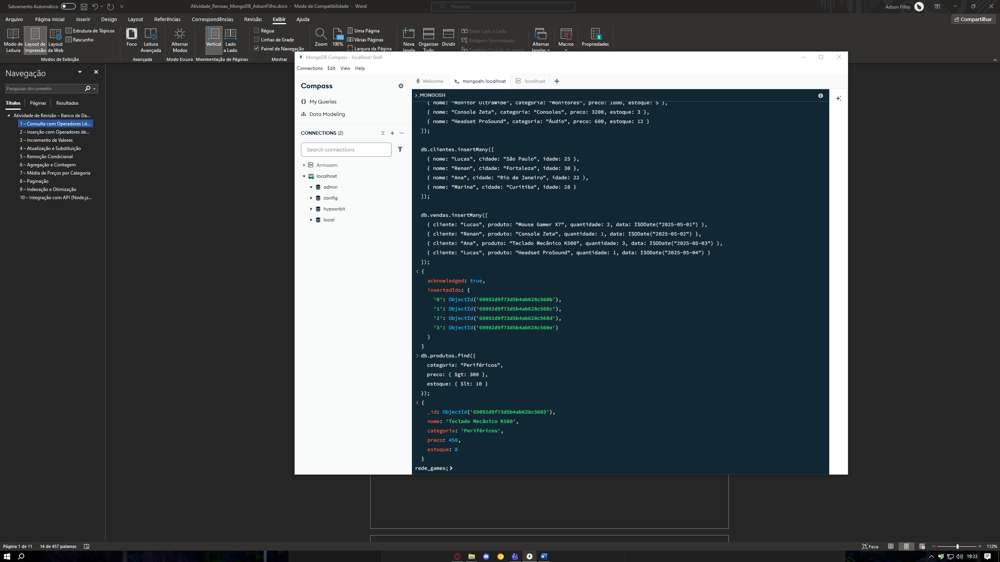 Salvamento Automático
Atividade_Revisao_MongoDB_AdsonFilho.docx - Modo de Compatibilidade - Word
Pesquisar
Adson Filho
Arquivo Página Inicial Inserir Design Layout Referências Correspondências Revisão Exibir Ajuda
Compartilhar
Modo de Leitura
Layout de Impressão
Layout da Web
Estrutura de Tópicos
Rascunho
Modos de Exibição
Foco
Leitura Avançada
Avançada
Alternar Modos
Modo Escuro
Vertical
Lado a Lado
Movimentação de Páginas
Régua
Linhas de Grade
Painel de Navegação
Mostrar
Zoom
100
100%
Uma Página
Várias Páginas
Largura da Página
Nova Janela
Organizar Tudo
Dividir
Exibir Lado a Lado
Rolagem Sincronizada
Redefinir Posição da Janela
Alternar Janelas
Macros
Propriedades
Navegação
Pesquisar documento
Títulos Páginas Resultados
Atividade de Revisão – Banco de Da...
1 – Consulta com Operadores Ló...
2 – Inserção com Operadores de...
3 – Incremento de Valores
4 – Atualização e Substituição
5 – Remoção Condicional
6 – Agregação e Contagem
7 – Média de Preços por Categoria
8 – Paginação
9 – Indexação e Otimização
10 – Integração com API (Node.js...
MongoDB Compass - localhost/Shell
Connections Edit View Help
Compass
My Queries
Data Modeling
CONNECTIONS (2)
Search connections
Armazem
localhost
admin
config
hypoorbit
local
Welcome
mongosh: localhost
localhost
>_MONGOSH
{ nome: "Monitor UltraWide", categoria: "Monitores", preco: 1800, estoque: 5 },
{ nome: "Console Zeta", categoria: "Consoles", preco: 3200, estoque: 3 },
{ nome: "Headset ProSound", categoria: "Áudio", preco: 600, estoque: 12 }
]);
db.clientes.insertMany([
{ nome: "Lucas", cidade: "São Paulo", idade: 25 },
{ nome: "Renan", cidade: "Fortaleza", idade: 30 },
{ nome: "Ana", cidade: "Rio de Janeiro", idade: 22 },
{ nome: "Marina", cidade: "Curitiba", idade: 28 }
]);
db.vendas.insertMany([
{ cliente: "Lucas", produto: "Mouse Gamer X7", quantidade: 2, data: ISODate("2025-05-01") },
{ cliente: "Renan", produto: "Console Zeta", quantidade: 1, data: ISODate("2025-05-02") },
{ cliente: "Ana", produto: "Teclado Mecânico K500", quantidade: 3, data: ISODate("2025-05-03") },
{ cliente: "Lucas", produto: "Headset ProSound", quantidade: 1, data: ISODate("2025-05-04") }
]);
< {
acknowledged: true,
insertedIds: {
'0': ObjectId('69092d9f73d5b4ab628c560b'),
'1': ObjectId('69092d9f73d5b4ab628c560c'),
'2': ObjectId('69092d9f73d5b4ab628c560d'),
'3': ObjectId('69092d9f73d5b4ab628c560e')
}
}
> db.produtos.find({
categoria: "Periféricos",
preco: { $gt: 300 },
estoque: { $lt: 10 }
});
< {
_id: ObjectId('69092d9f73d5b4ab628c5603'),
nome: 'Teclado Mecânico K500',
categoria: 'Periféricos',
preco: 450,
estoque: 8
}
rede_games;>
Página 1 de 11 14 de 457 palavras
Foco
112%
19:33